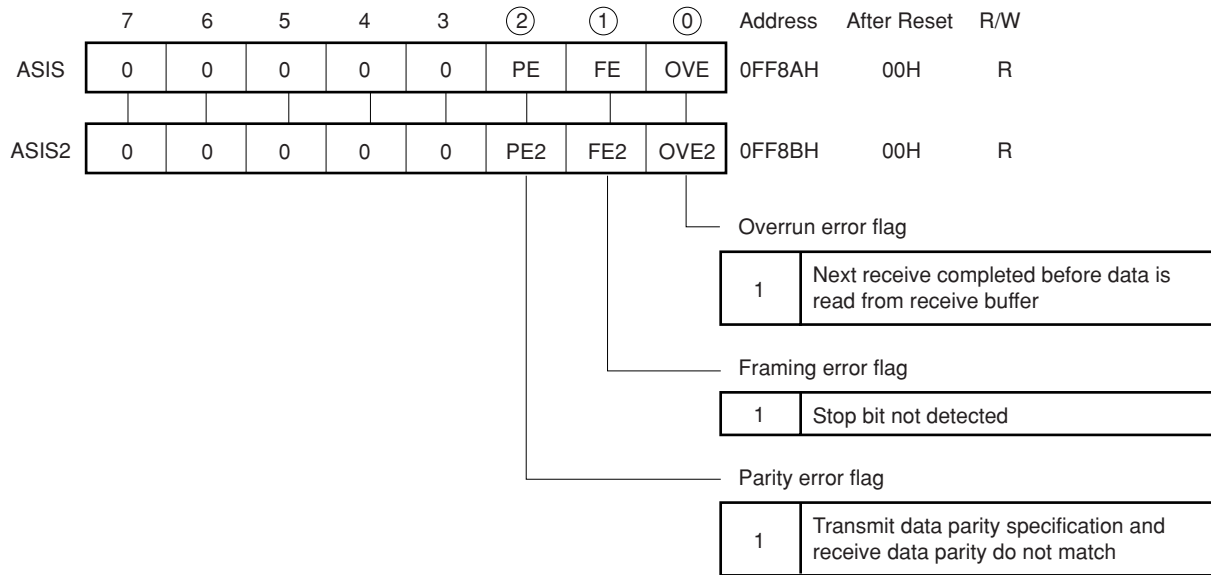 7 6 5 4 3 2 1 0 Address After Reset R/W
ASIS 0 0 0 0 0 PE FE OVE 0FF8AH 00H R
ASIS2 0 0 0 0 0 PE2 FE2 OVE2 0FF8BH 00H R
Overrun error flag
1 Next receive completed before data is
read from receive buffer
Framing error flag
1 Stop bit not detected
Parity error flag
1 Transmit data parity specification and
receive data parity do not match